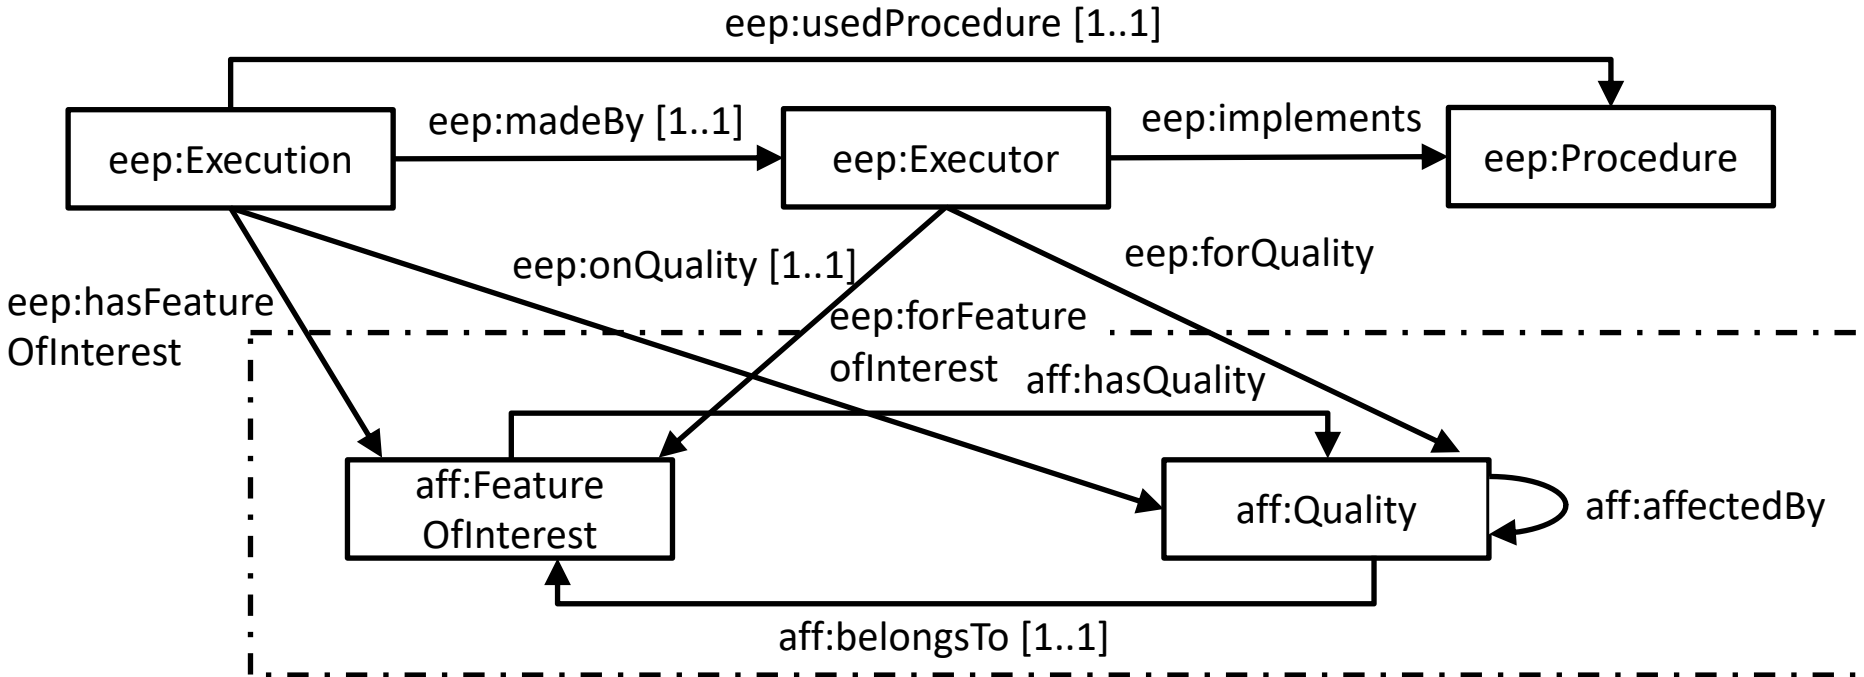 eep:usedProcedure [1..1]
eep:madeBy [1..1]
eep:implements
eep:Execution
eep:Executor
eep:Procedure
eep:onQuality [1..1]
eep:forQuality
eep:hasFeature
OfInterest
eep:forFeature
ofInterest
aff:hasQuality
aff:Feature
OfInterest
aff:Quality
aff:affectedBy
aff:belongsTo [1..1]